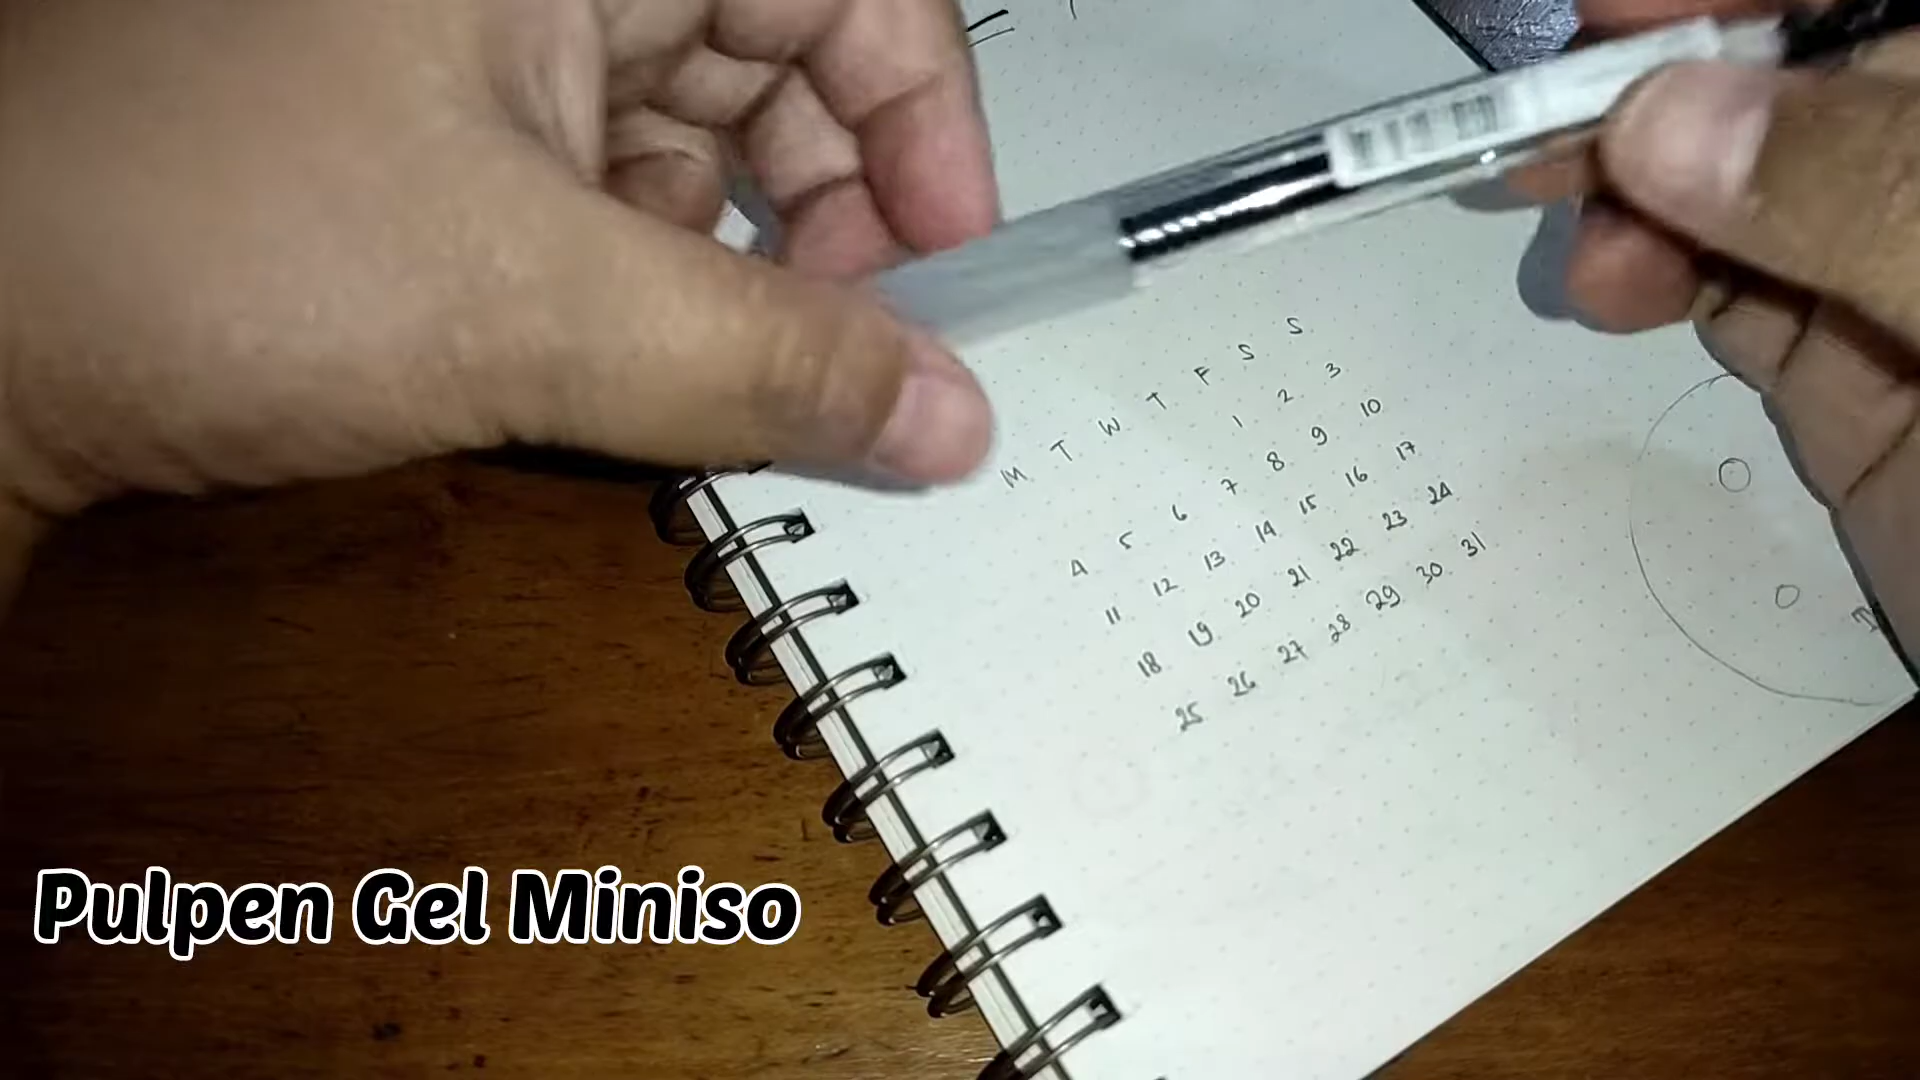 M T W T F S S
1 2 3
4 5 6 7 8 9 10
11 12 13 14 15 16 17
18 19 20 21 22 23 24
25 26 27 28 29 30 31
Pulpen Gel Miniso